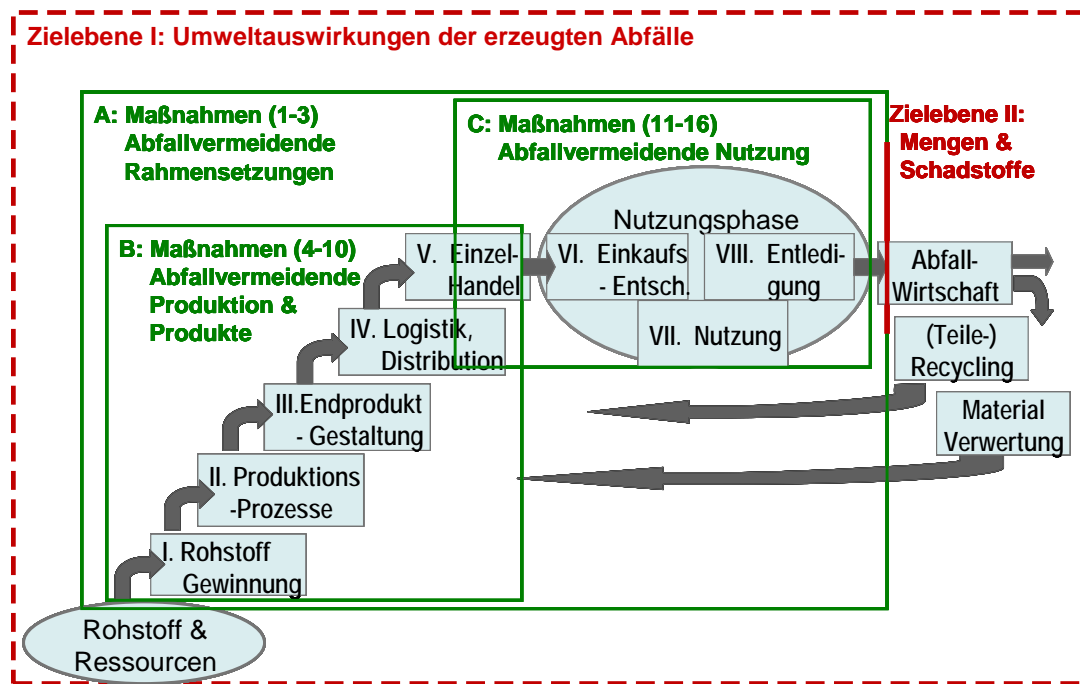 Zielebene I: Umweltauswirkungen der erzeugten Abfälle
A: Maßnahmen (1-3)
Abfallvermeidende
Rahmensetzungen
C: Maßnahmen (11-16)
Abfallvermeidende Nutzung
Zielebene II:
Mengen &
Schadstoffe
B: Maßnahmen (4-10)
Abfallvermeidende
Produktion &
Produkte
Nutzungsphase
V. Einzel-
Handel
VI. Einkaufs
- Entsch.
VIII. Entledi-
gung
VII. Nutzung
Abfall-
Wirtschaft
IV. Logistik,
Distribution
(Teile-)
Recycling
III.Endprodukt
- Gestaltung
Material
Verwertung
II. Produktions
-Prozesse
I. Rohstoff
Gewinnung
Rohstoff &
Ressourcen